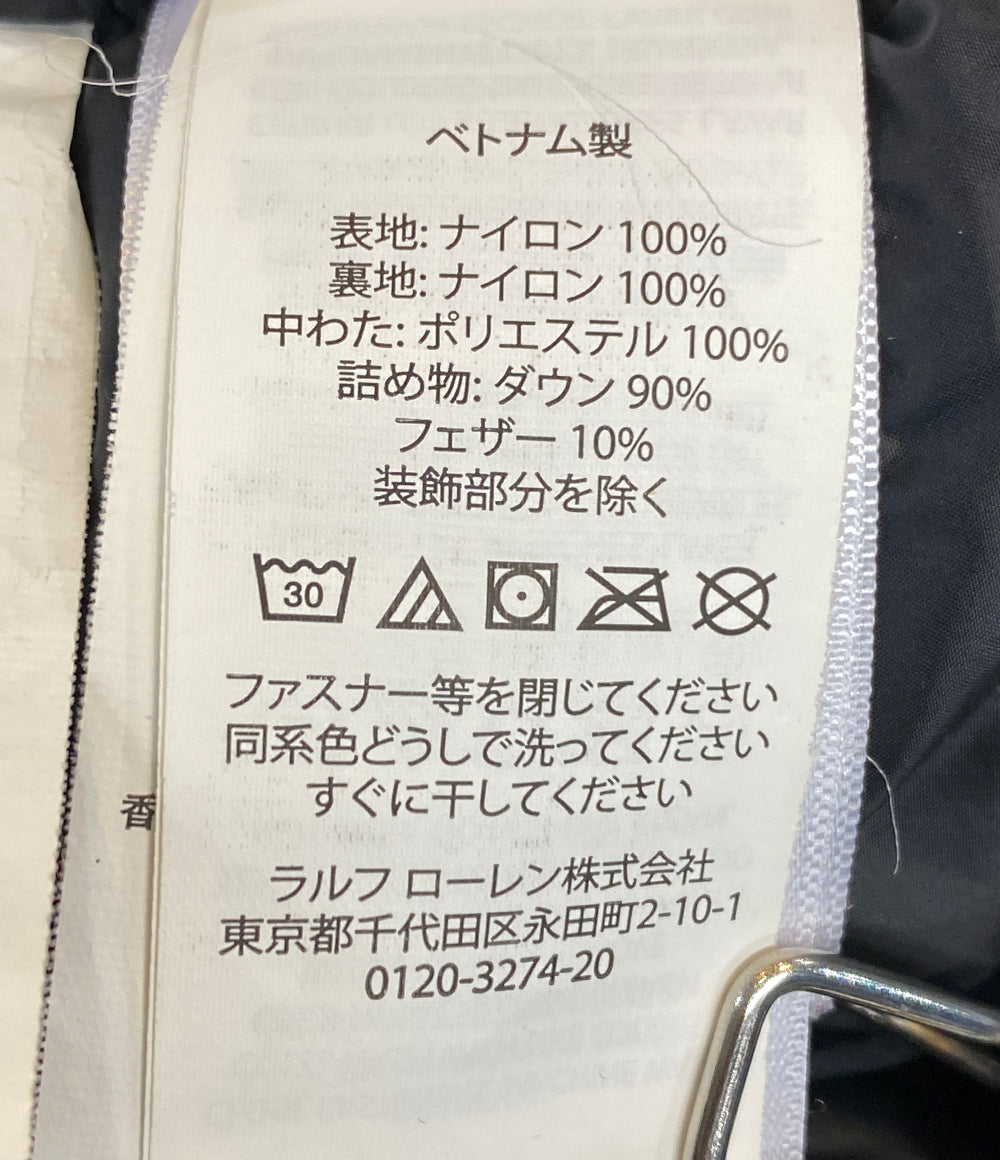 ベトナム製
表地: ナイロン 100%
裏地: ナイロン 100%
中わた: ポリエステル 100%
詰め物: ダウン 90%
フェザー 10%
装飾部分を除く
30
ファスナー等を閉じてください
同系色どうしで洗ってください
すぐに干してください
香
ラルフ ローレン株式会社
東京都千代田区永田町2-10-1
0120-3274-20